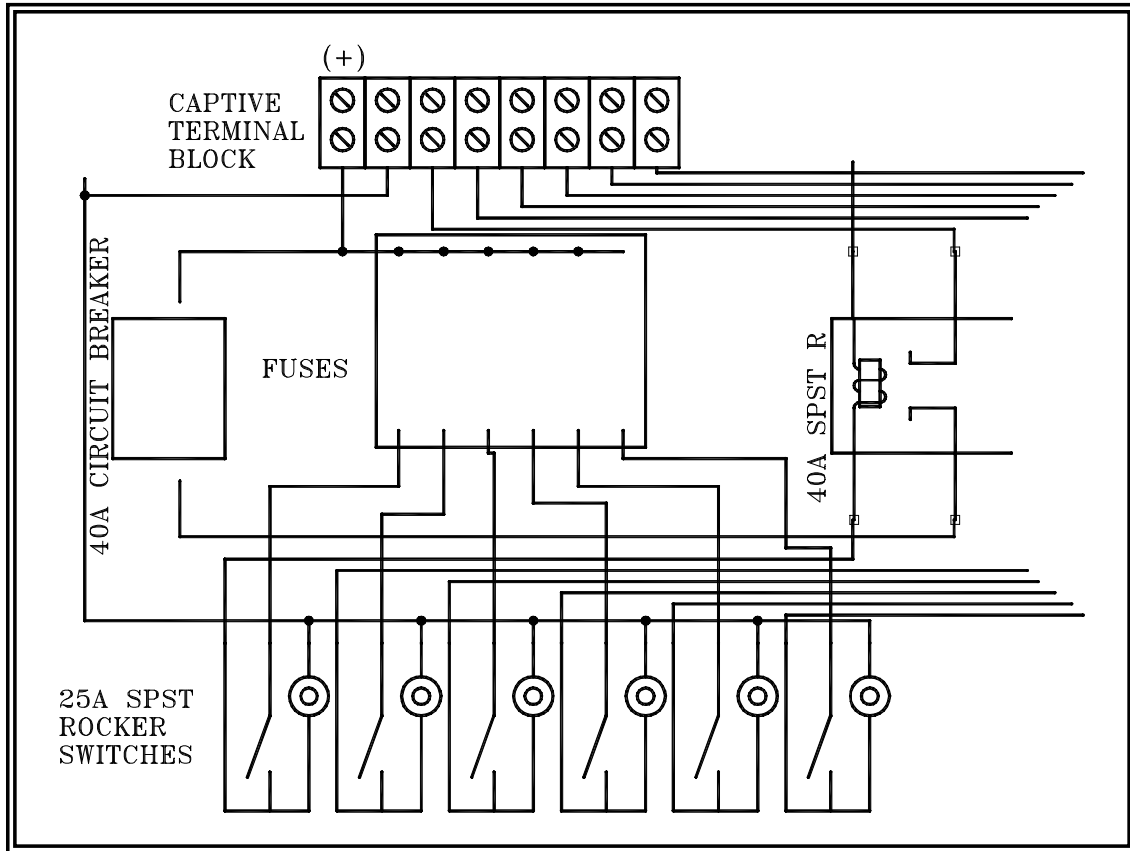 (+)
CAPTIVE
TERMINAL
BLOCK
40A CIRCUIT BREAKER
FUSES
40A SPST R
25A SPST
ROCKER
SWITCHES